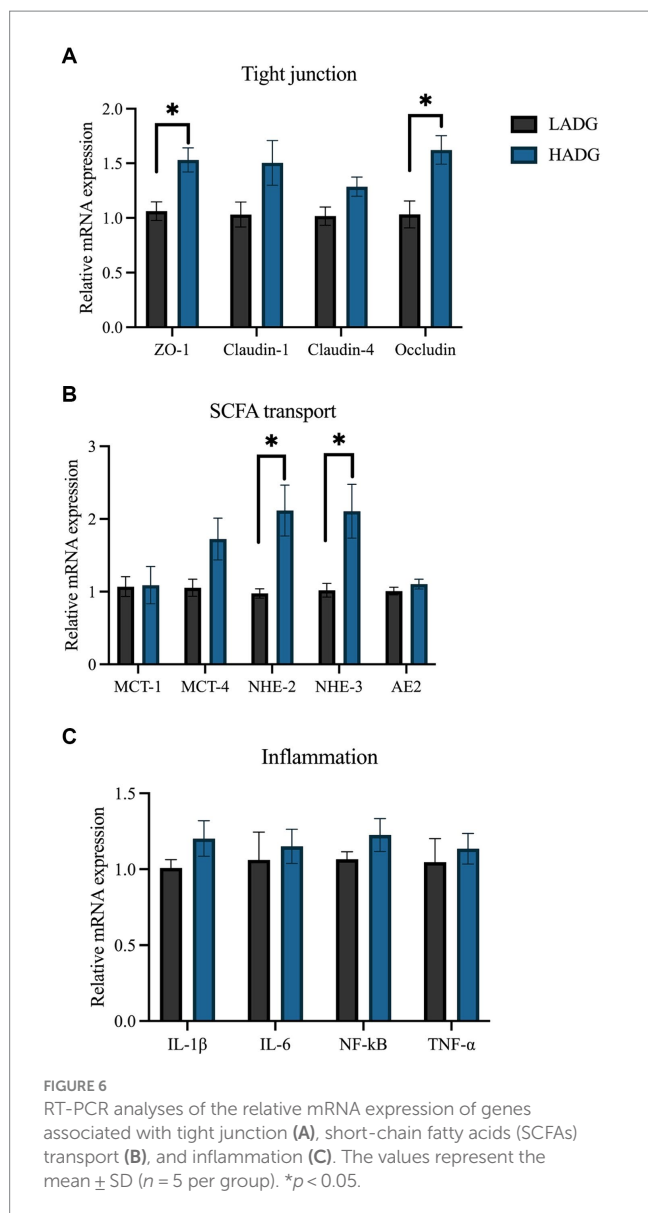 A
Tight junction
Relative mRNA expression
2.0
1.5
1.0
0.5
0.0
*
*
ZO-1 Claudin-1 Claudin-4 Occludin
LADG
HADG
B
SCFA transport
Relative mRNA expression
3
2
1
0
*
*
MCT-1 MCT-4 NHE-2 NHE-3 AE2
C
Inflammation
Relative mRNA expression
1.5
1.0
0.5
0.0
IL-1β IL-6 NF-kB TNF-α
FIGURE 6
RT-PCR analyses of the relative mRNA expression of genes
associated with tight junction (A), short-chain fatty acids (SCFAs)
transport (B), and inflammation (C). The values represent the
mean ± SD (n = 5 per group). *p < 0.05.